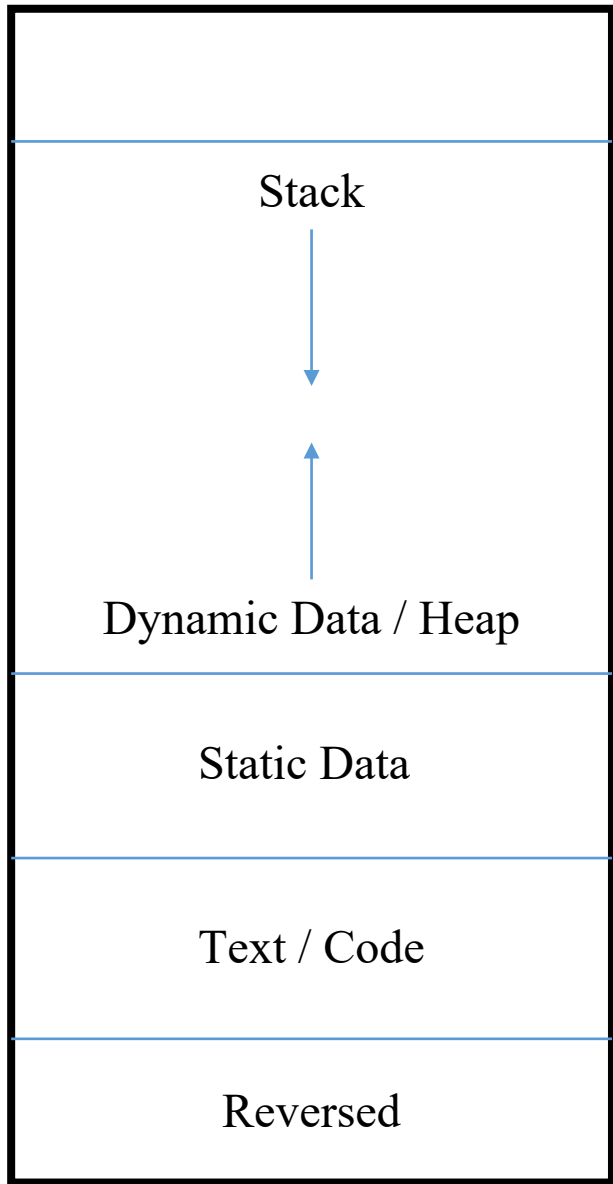 Stack
Dynamic Data / Heap
Static Data
Text / Code
Reversed